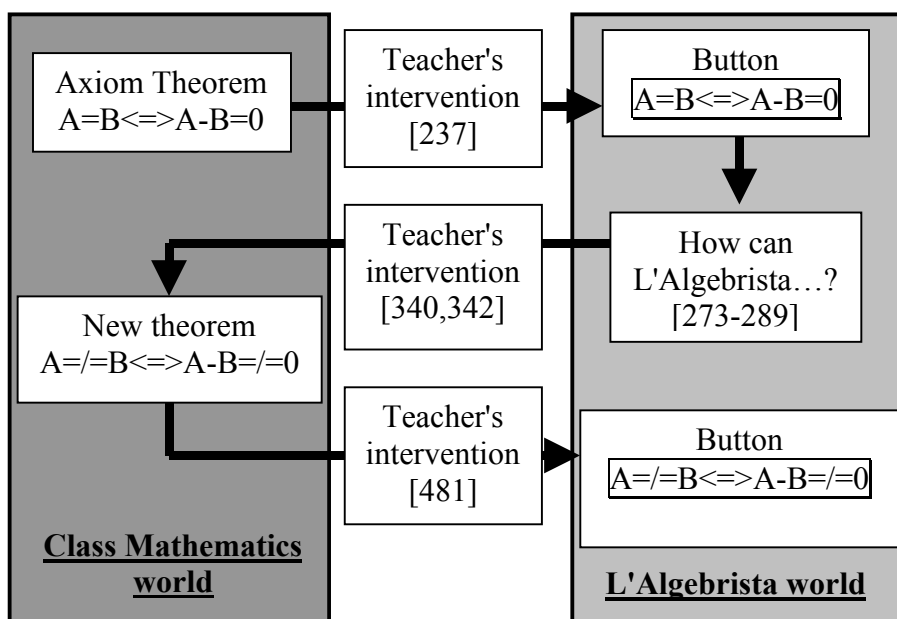 Axiom Theorem
A=B<=>A-B=0
Teacher's
intervention
[237]
Button
A=B<=>A-B=0
How can
L'Algebrista…?
[273-289]
Teacher's
intervention
[340,342]
New theorem
A=/=B<=>A-B=/=0
Teacher's
intervention
[481]
Button
A=/=B<=>A-B=/=0
Class Mathematics
world
L'Algebrista world